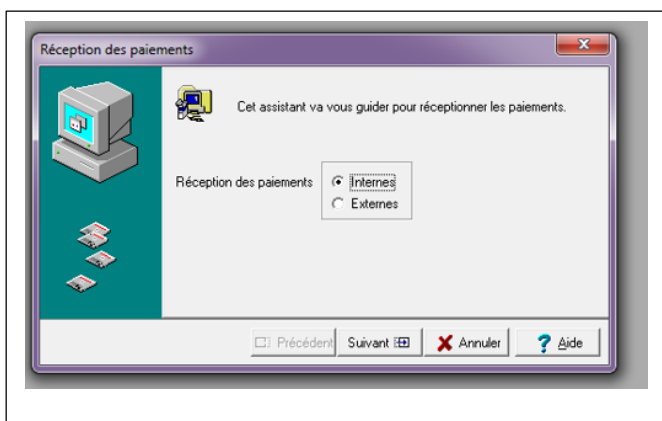 Réception des paiements
Cet assistant va vous guider pour réceptionner les paiements.
Réception des paiements
Internes
Externes
Précédent
Suivant
Annuler
Aide